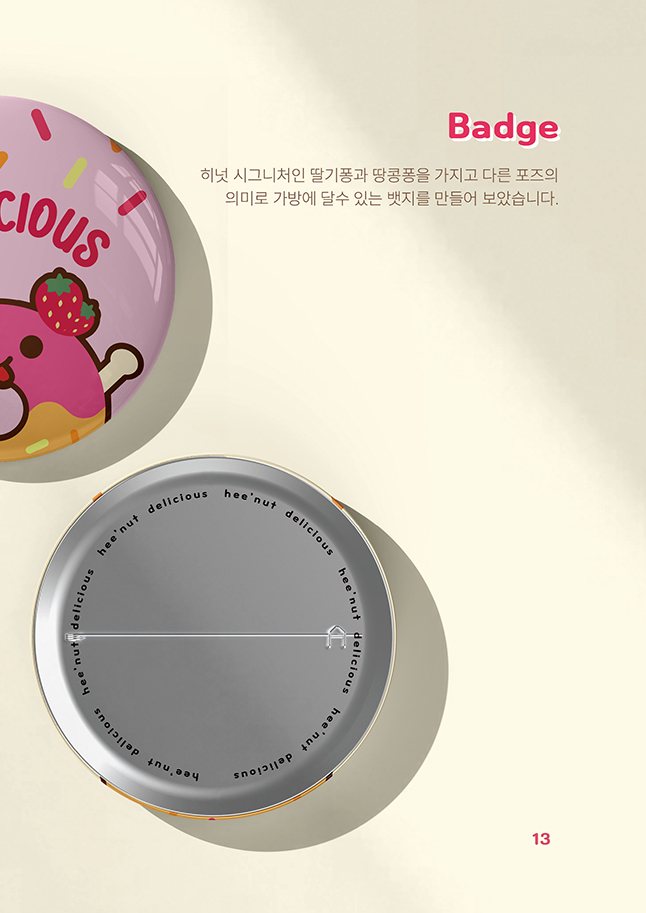 Badge
히넛 시그니처인 딸기퐁과 땅콩퐁을 가지고 다른 포즈의
의미로 가방에 달수 있는 뱃지를 만들어 보았습니다.
CIOUS
hee'nut delicious hee'nut delicious hee'nut delicious hee'nut delicious hee'nut delicious hee'nut delicious
13